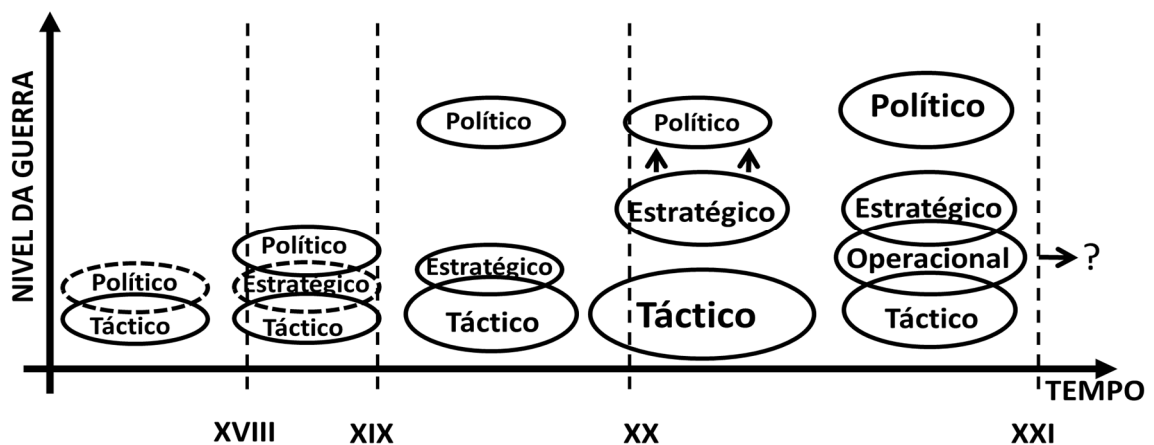 NIVEL DA GUERRA
Político
Táctico
Político
Estratégico
Táctico
Político
Estratégico
Táctico
Político
Estratégico
Táctico
Político
Estratégico
Operacional
Táctico
?
TEMPO
XVIII
XIX
XX
XXI